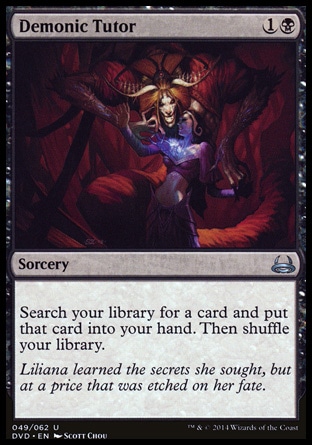 Demonic Tutor 1
Sorcery
Search your library for a card and put
that card into your hand. Then shuffle
your library.
Liliana learned the secrets she sought, but
at a price that was etched on her fate.
049/062 U
DVD • EN Scott Chou
™ & © 2014 Wizards of the Coast